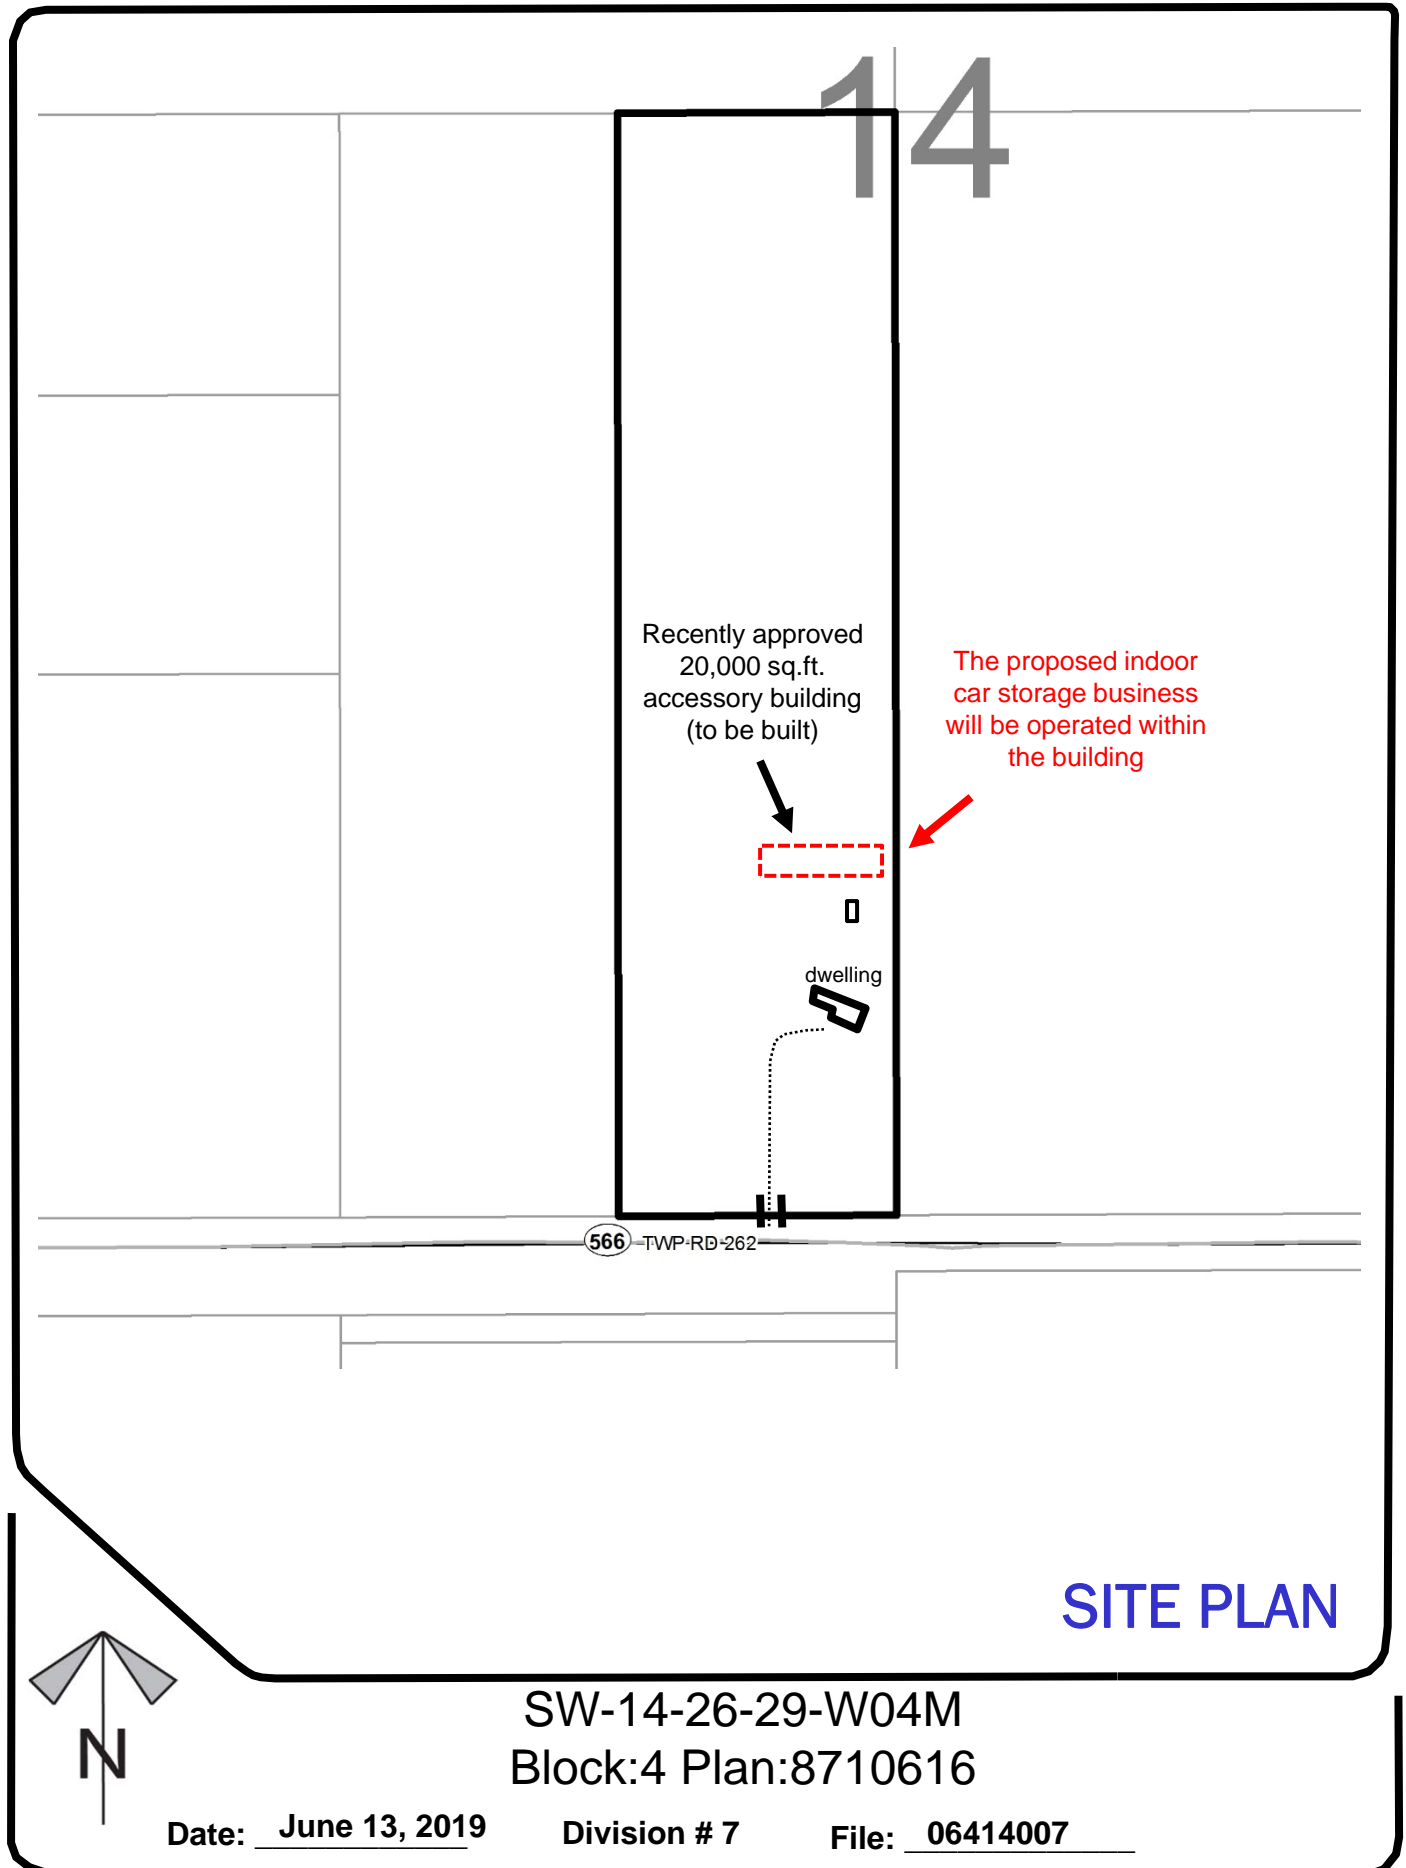 14
Recently approved
20,000 sq.ft.
accessory building
(to be built)
The proposed indoor
car storage business
will be operated within
the building
dwelling
566 TWP RD 262
SITE PLAN
N
SW-14-26-29-W04M
Block:4 Plan:8710616
Date: June 13, 2019 Division # 7 File: 06414007